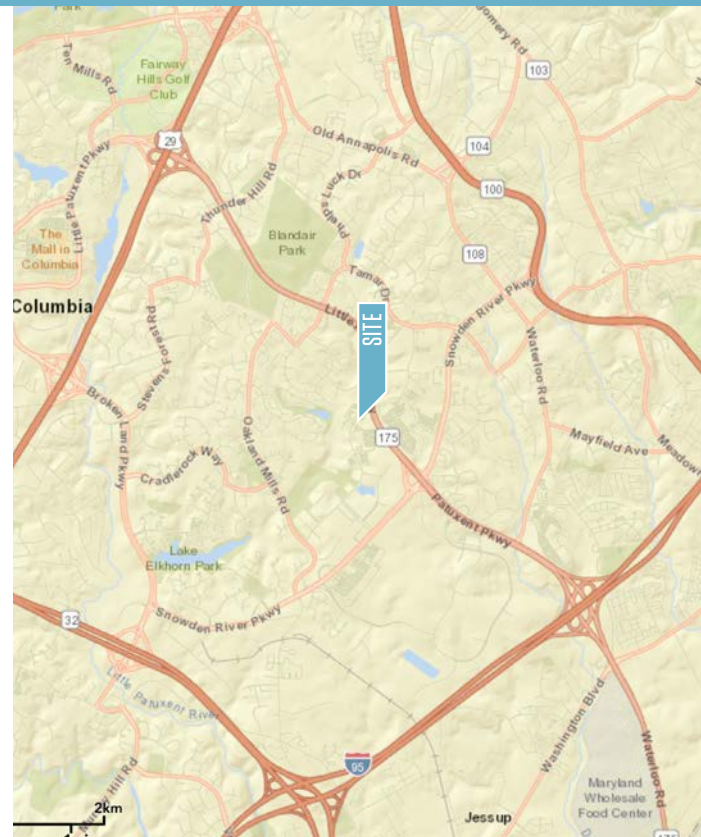 Park
Ten Mills Rd
Fairway
Hills Golf
Club
103
29
Old Annapolis Rd
104
100
Little Patuxent Pkwy
Thunder Hill Rd
Luck Dr
Phelps
Blandair
Park
The
Mall in
Columbia
108
Tamar Dr
Columbia
Snowden River Pkwy
SITE
Stevens Forest Rd
Waterloo Rd
Broken Land Pkwy
175
Mayfield Ave
Cradlerock Way
Oakland Mills Rd
Patuxent Pkwy
Lake
Elkhorn Park
32
Snowden River Pkwy
Little Patuxent River
Washington Blvd
95
Waterloo Rd
Maryland
Wholesale
Food Center
2km
Jessup